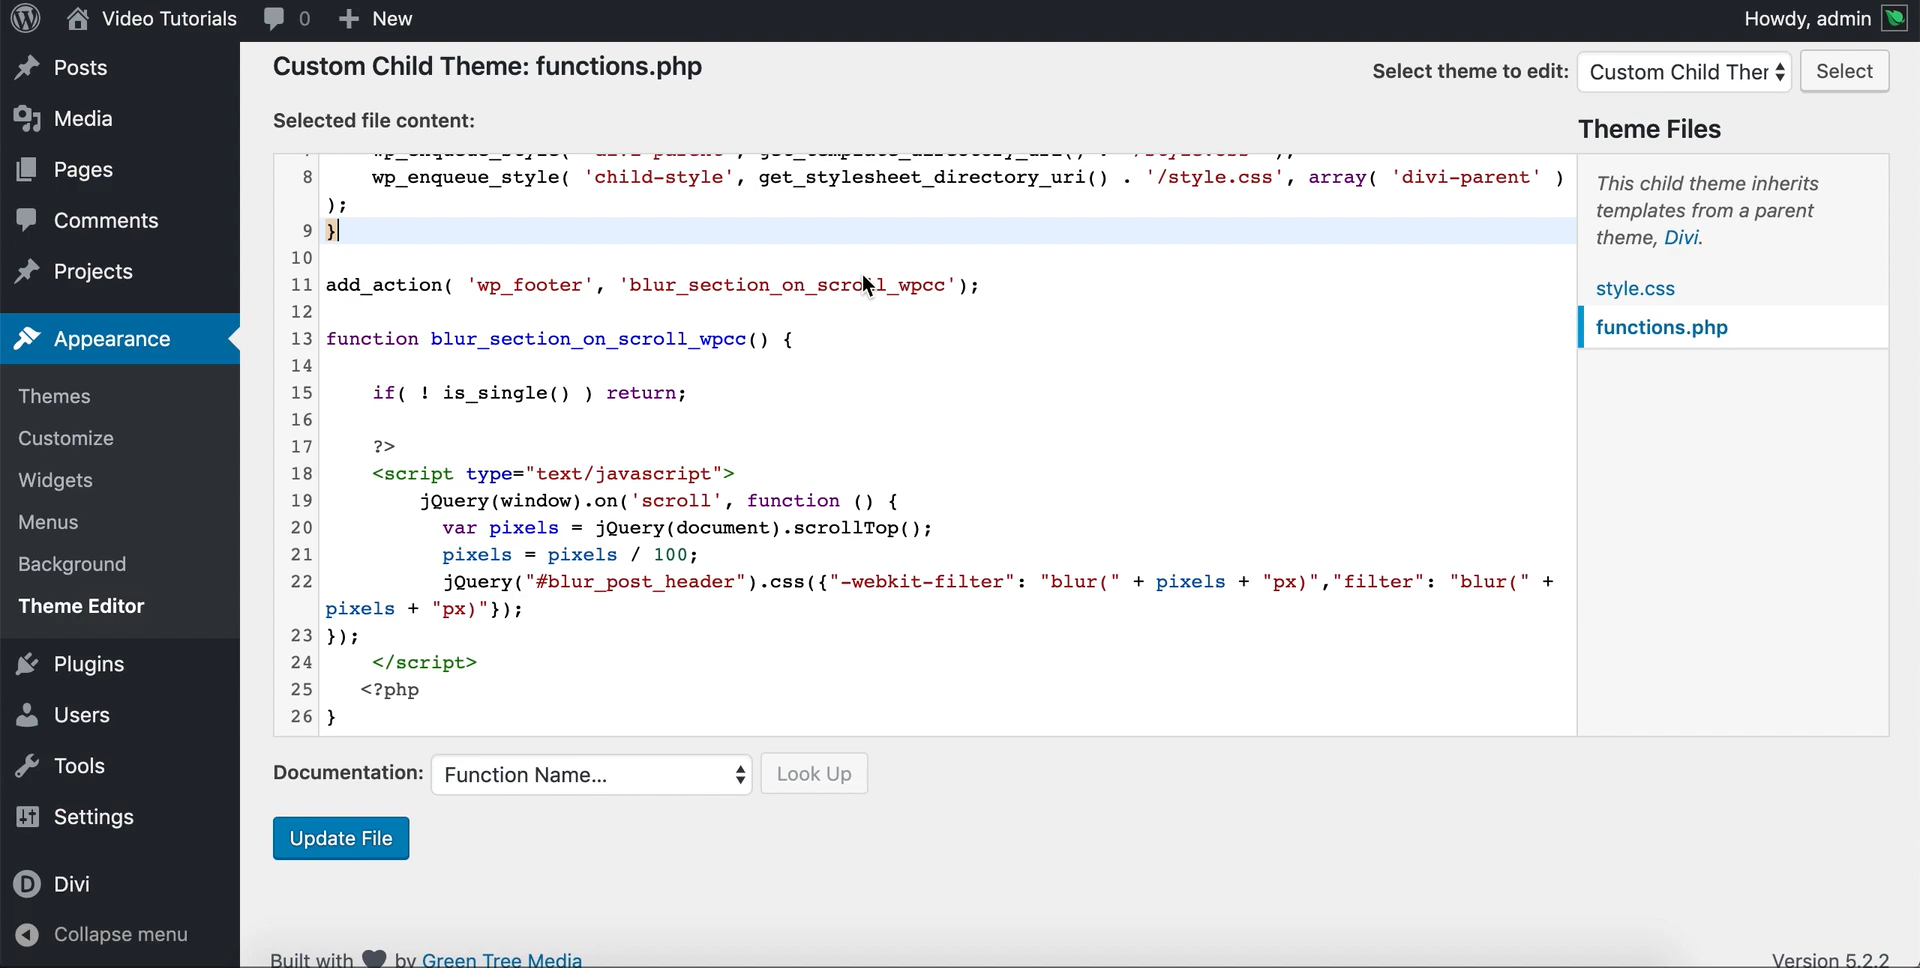 Video Tutorials 0 New Howdy, admin
Posts
Media
Pages
Comments
Projects
Appearance
Themes
Customize
Widgets
Menus
Background
Theme Editor
Plugins
Users
Tools
Settings
Divi
Collapse menu
Custom Child Theme: functions.php
Select theme to edit: Custom Child Ther Select
Selected file content:
wp_enqueue_style( 'divi-parent', get_template_directory_uri() . '/style.css' );
8 wp_enqueue_style( 'child-style', get_stylesheet_directory_uri() . '/style.css', array( 'divi-parent' )
);
9 }
10
11 add_action( 'wp_footer', 'blur_section_on_scroll_wpcc');
12
13 function blur_section_on_scroll_wpcc() {
14
15 if( ! is_single() ) return;
16
17 ?>
18 <script type="text/javascript">
19 jQuery(window).on('scroll', function () {
20 var pixels = jQuery(document).scrollTop();
21 pixels = pixels / 100;
22 jQuery("#blur_post_header").css({"-webkit-filter": "blur(" + pixels + "px)","filter": "blur(" +
pixels + "px)"});
23 });
24 </script>
25 <?php
26 }
Theme Files
This child theme inherits
templates from a parent
theme, Divi.
style.css
functions.php
Documentation: Function Name... Look Up
Update File
Built with by Green Tree Media
Version 5.2.2